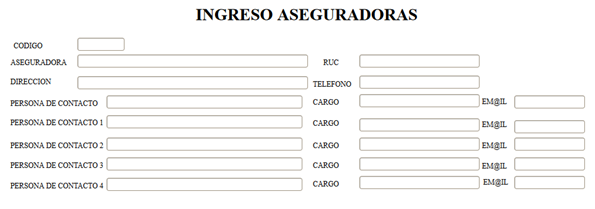 INGRESO ASEGURADORAS
CODIGO
ASEGURADORA RUC
DIRECCION TELEFONO
PERSONA DE CONTACTO CARGO EM@IL
PERSONA DE CONTACTO 1 CARGO EM@IL
PERSONA DE CONTACTO 2 CARGO EM@IL
PERSONA DE CONTACTO 3 CARGO EM@IL
PERSONA DE CONTACTO 4 CARGO EM@IL